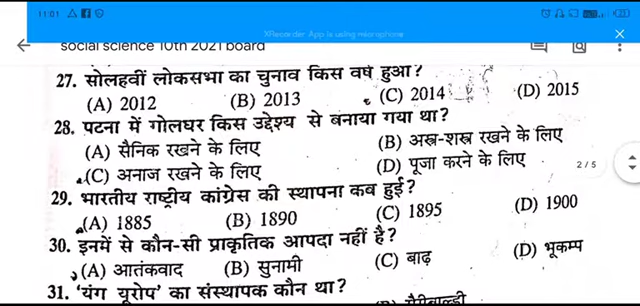 11:01
XRecorder App is using microphone
social science 10th 2021 board
27. सोलहवीं लोकसभा का चुनाव किस वर्ष हुआ?
(A) 2012 (B) 2013 (C) 2014 (D) 2015
28. पटना में गोलघर किस उद्देश्य से बनाया गया था?
(A) सैनिक रखने के लिए (B) अस्त्र-शस्त्र रखने के लिए
(C) अनाज रखने के लिए (D) पूजा करने के लिए
2/5
29. भारतीय राष्ट्रीय कांग्रेस की स्थापना कब हुई?
(A) 1885 (B) 1890 (C) 1895 (D) 1900
30. इनमें से कौन-सी प्राकृतिक आपदा नहीं है?
(A) आतंकवाद (B) सुनामी (C) बाढ़ (D) भूकम्प
31. 'यंग यूरोप' का संस्थापक कौन था?